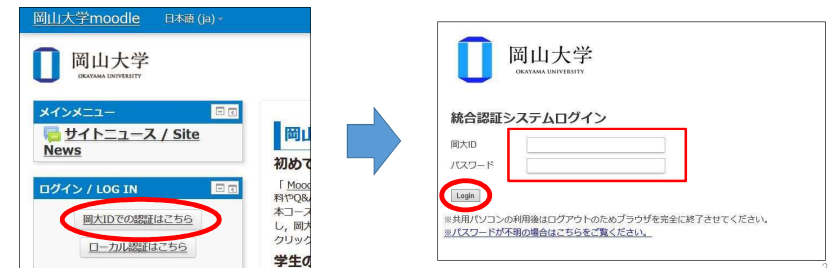 岡山大学moodle 日本語 (ja)
岡山大学
OKAYAMA UNIVERSITY
メインメニュー
サイトニュース / Site
News
ログイン / LOG IN
岡大IDでの認証はこちら
ローカル認証はこちら
岡山
初めて
「 Mood
料やQ&
本コース
し，岡大
クリック
学生の
岡山大学
OKAYAMA UNIVERSITY
統合認証システムログイン
岡大ID
パスワード
Login
※共用パソコンの利用後はログアウトのためブラウザを完全に終了させてください。
※パスワードが不明の場合はこちらをご覧ください。